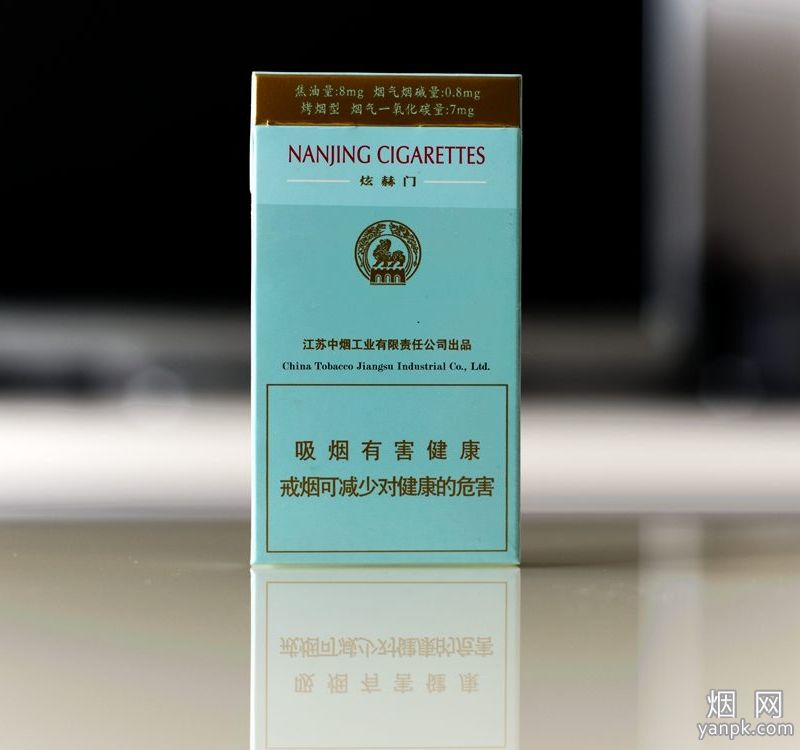 焦油量:8mg 烟气烟碱量:0.8mg
烤烟型 烟气一氧化碳量:7mg
NANJING CIGARETTES
炫赫门
江苏中烟工业有限责任公司出品
China Tobacco Jiangsu Industrial Co., Ltd.
吸烟有害健康
戒烟可减少对健康的危害
烟网
yanpk.com